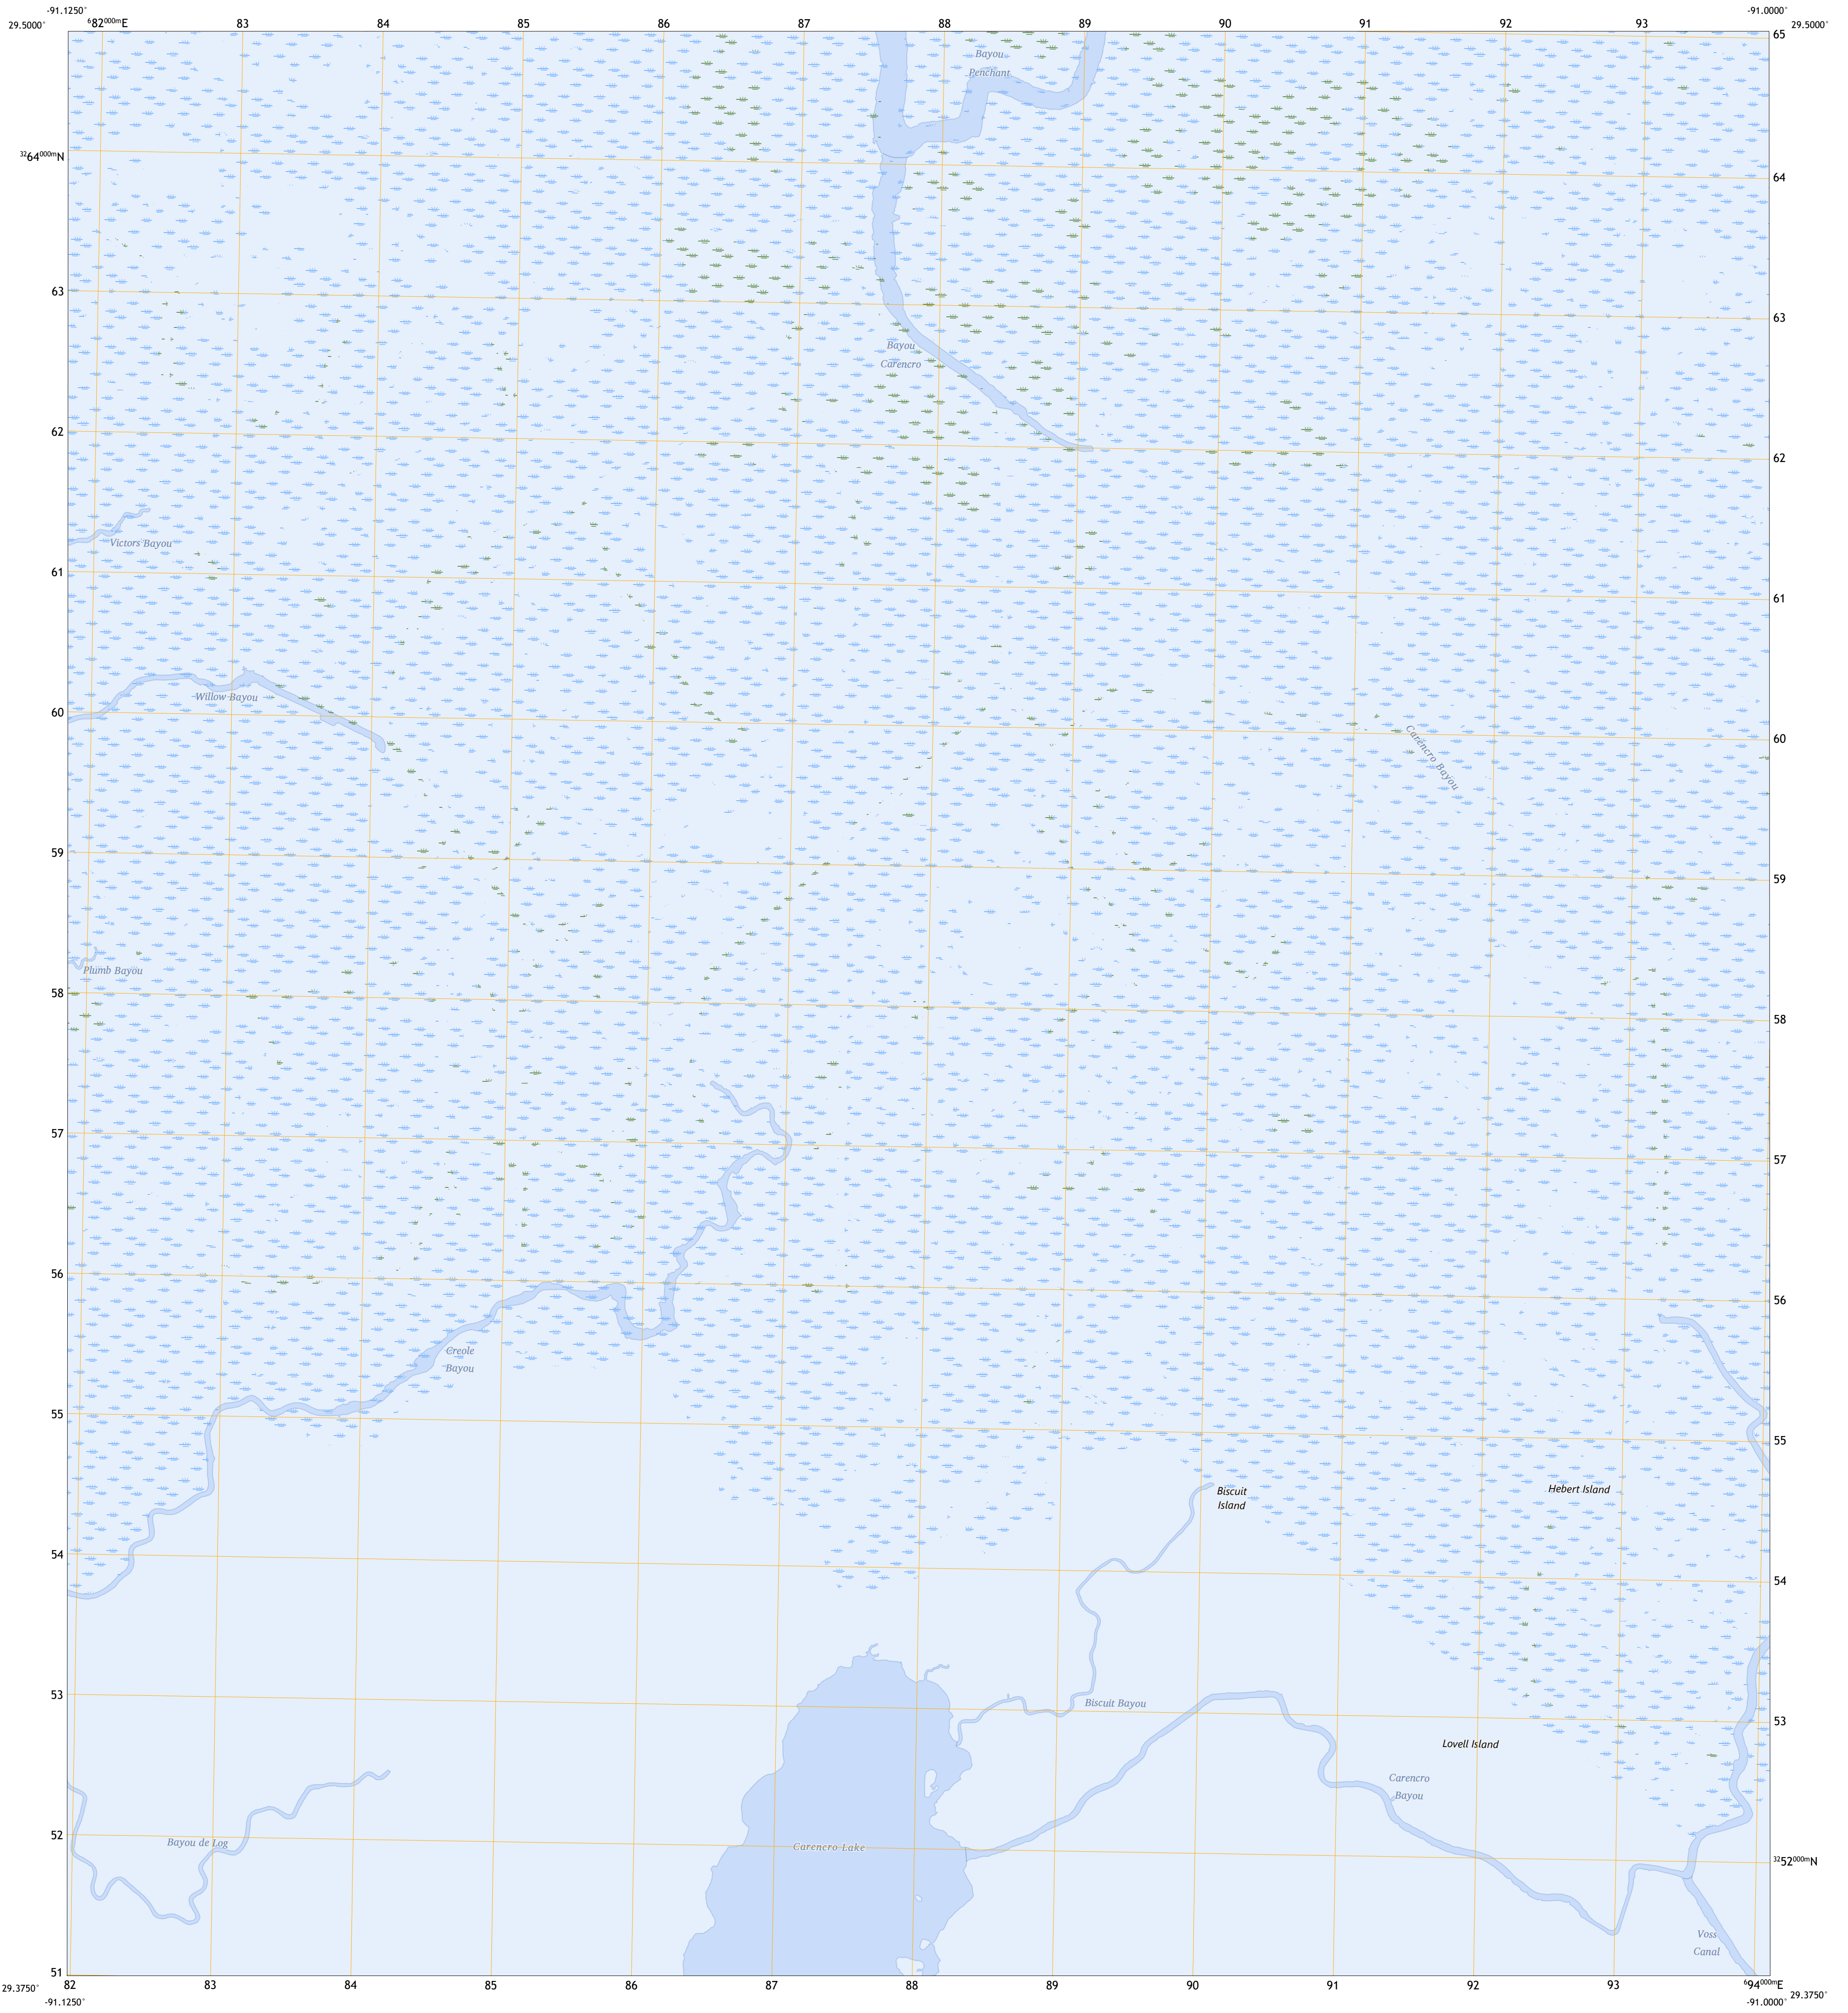 -91.1250° -91.0000°
29.5000° ⁶82⁰⁰⁰ᵐE 83 84 85 86 87 88 89 90 91 92 93 29.5000°
65
Bayou
Penchant
³²64⁰⁰⁰ᵐN
64
63
63
Bayou
Carencro
62
62
Victors Bayou
61
61
Willow Bayou
60
60
Carencro Bayou
59
59
Plumb Bayou
58
58
57
57
56
56
Creole
Bayou
55
55
Biscuit
Island
Hebert Island
54
54
53
Biscuit Bayou
53
Lovell Island
Carencro
Bayou
52
Bayou de Log
Carencro Lake
³²52⁰⁰⁰ᵐN
Voss
Canal
51
82 83 84 85 86 87 88 89 90 91 92 93 ⁶94⁰⁰⁰ᵐE
29.3750° 29.3750°
-91.1250° -91.0000°